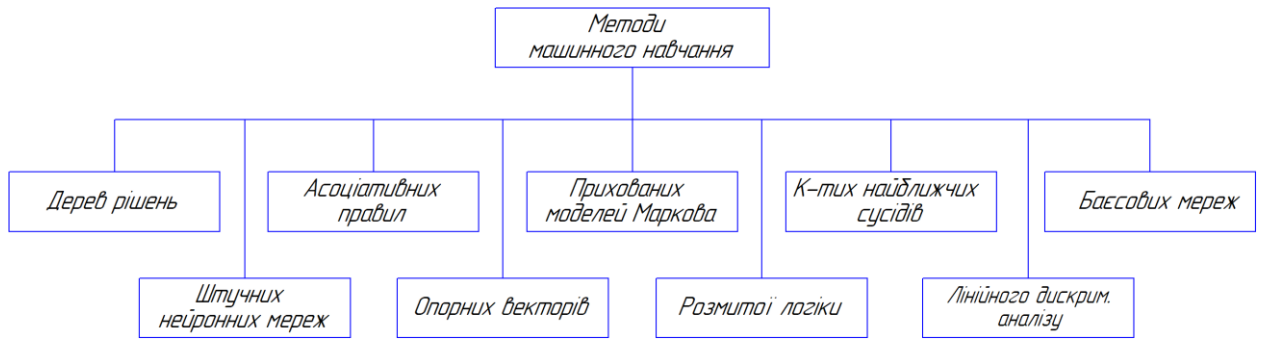 Методи
машинного навчання
Дерев рішень
Асоціативних
правил
Прихованих
моделей Маркова
К-тих найближчих
сусідів
Баєсових мереж
Штучних
нейронних мереж
Опорних векторів
Розмитої логіки
Лінійного дискрим.
аналізу